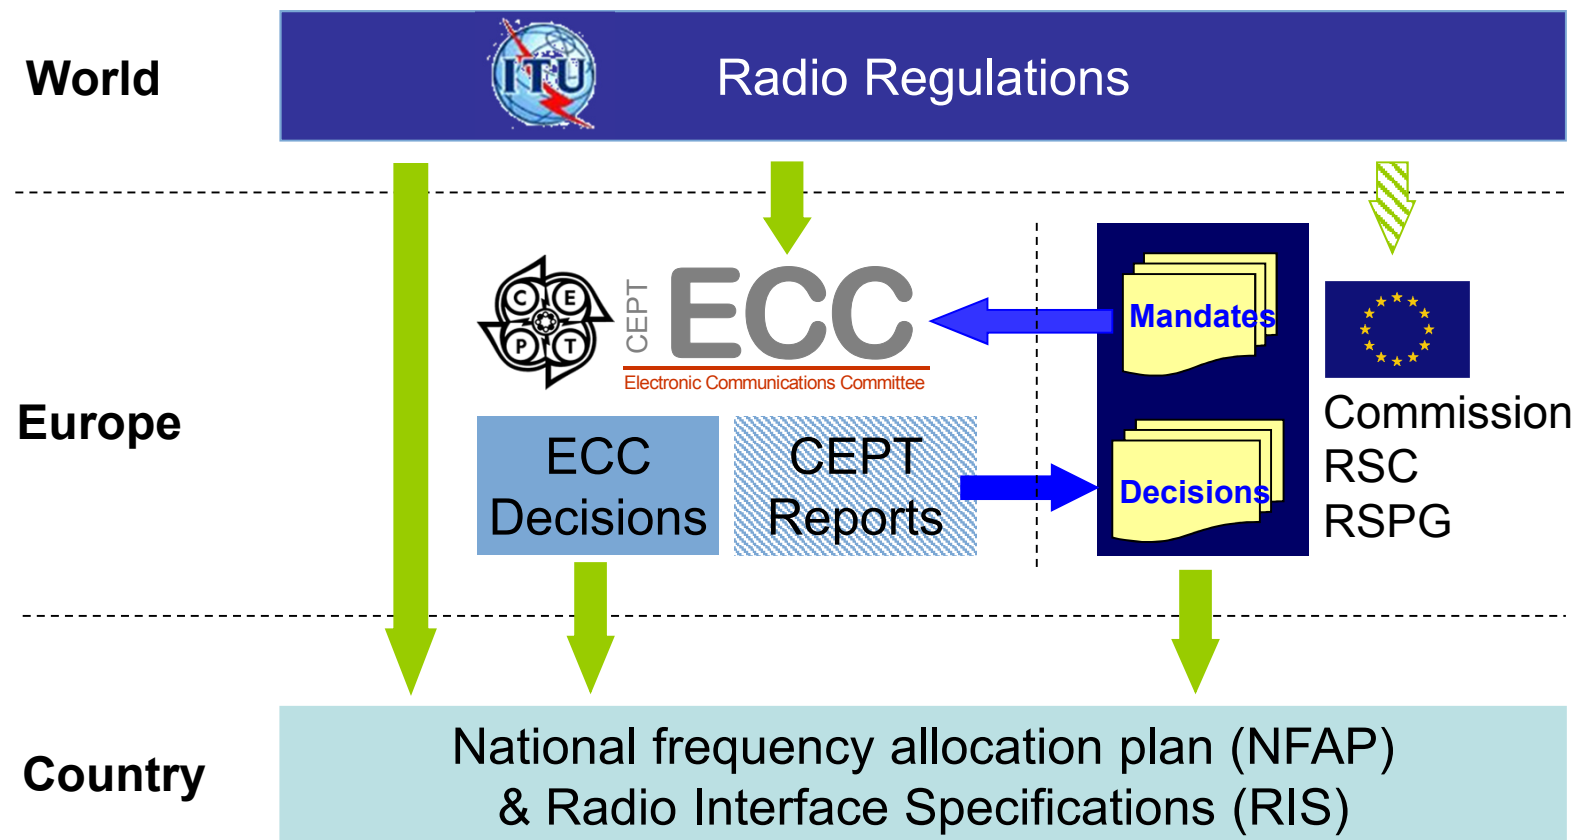 World
ITU
Radio Regulations
Europe
C E
P T
CEPT
ECC
Electronic Communications Committee
Mandates
Commission
RSC
RSPG
ECC
Decisions
CEPT
Reports
Decisions
Country
National frequency allocation plan (NFAP)
& Radio Interface Specifications (RIS)